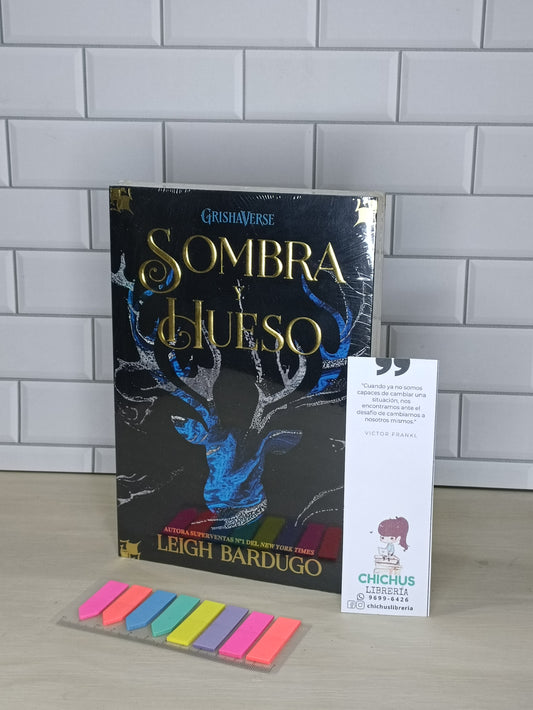 GRISHAVERSE
SOMBRA
Y
HUESO
AUTORA SUPERVENTAS Nº1 DEL NEW YORK TIMES
LEIGH BARDUGO
"Cuando ya no somos
capaces de cambiar una
situación, nos
encontramos ante el
desafío de cambiarnos a
nosotros mismos."
VICTOR FRANKL
CHICHUS
LIBRERÍA
9699-6426
chichuslibreria